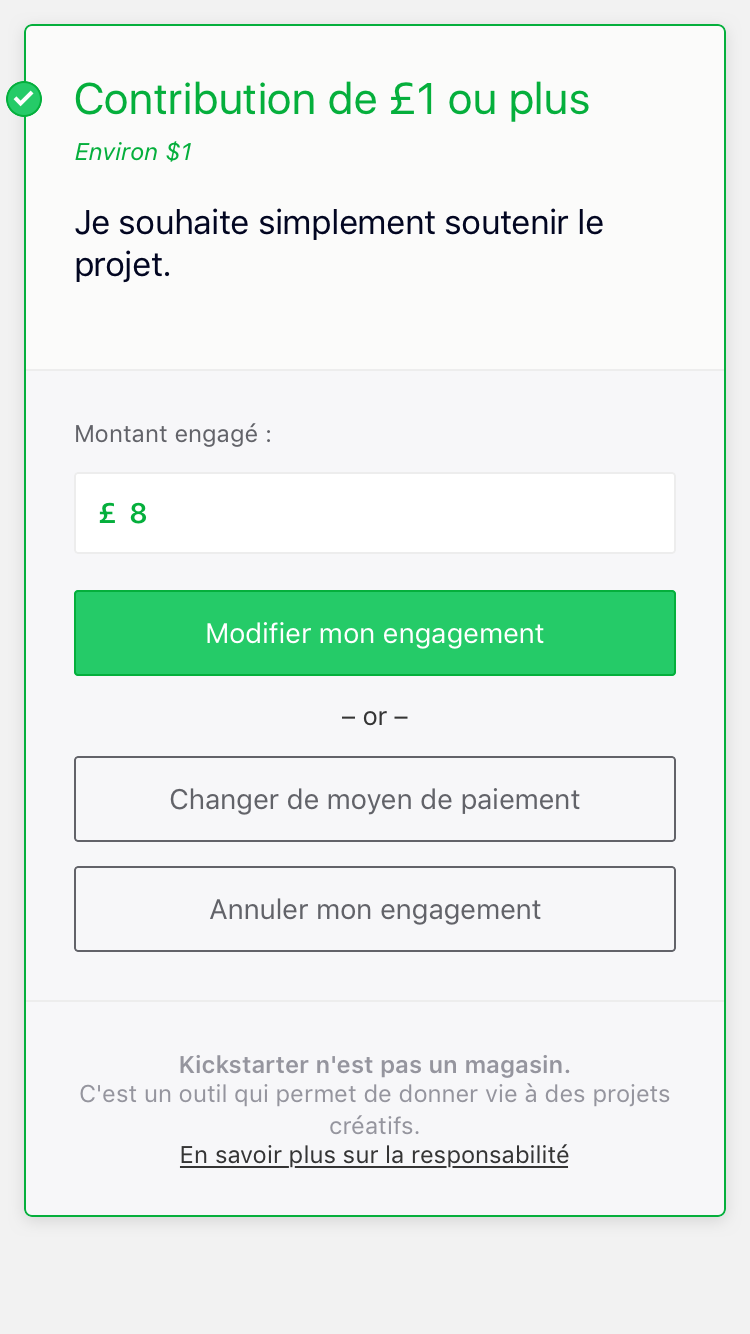 Contribution de £1 ou plus
Environ $1
Je souhaite simplement soutenir le
projet.
Montant engagé :
£ 8
Modifier mon engagement
– or –
Changer de moyen de paiement
Annuler mon engagement
Kickstarter n'est pas un magasin.
C'est un outil qui permet de donner vie à des projets
créatifs.
En savoir plus sur la responsabilité